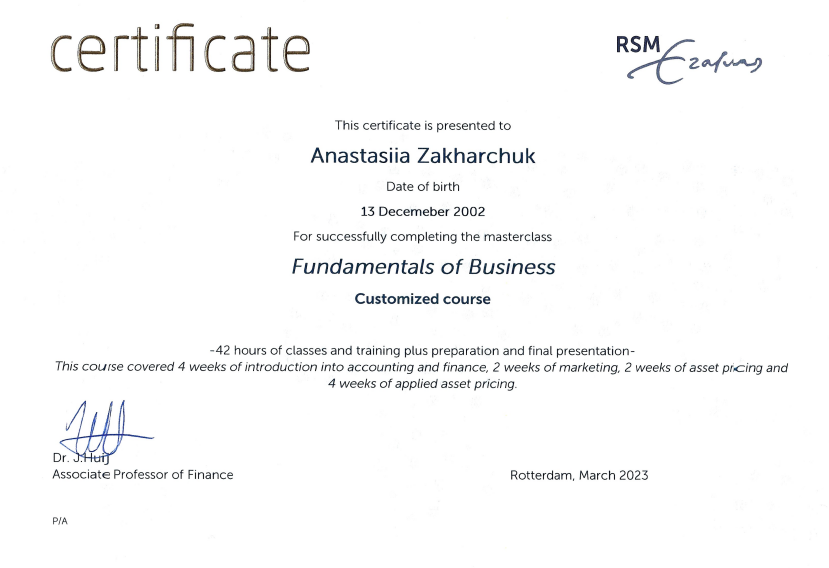 certificate
RSM
Erasmus
This certificate is presented to
Anastasiia Zakharchuk
Date of birth
13 Decemeber 2002
For successfully completing the masterclass
Fundamentals of Business
Customized course
-42 hours of classes and training plus preparation and final presentation-
This course covered 4 weeks of introduction into accounting and finance, 2 weeks of marketing, 2 weeks of asset pricing and
4 weeks of applied asset pricing.
Dr. J.Huij
Associate Professor of Finance
Rotterdam, March 2023
P/A